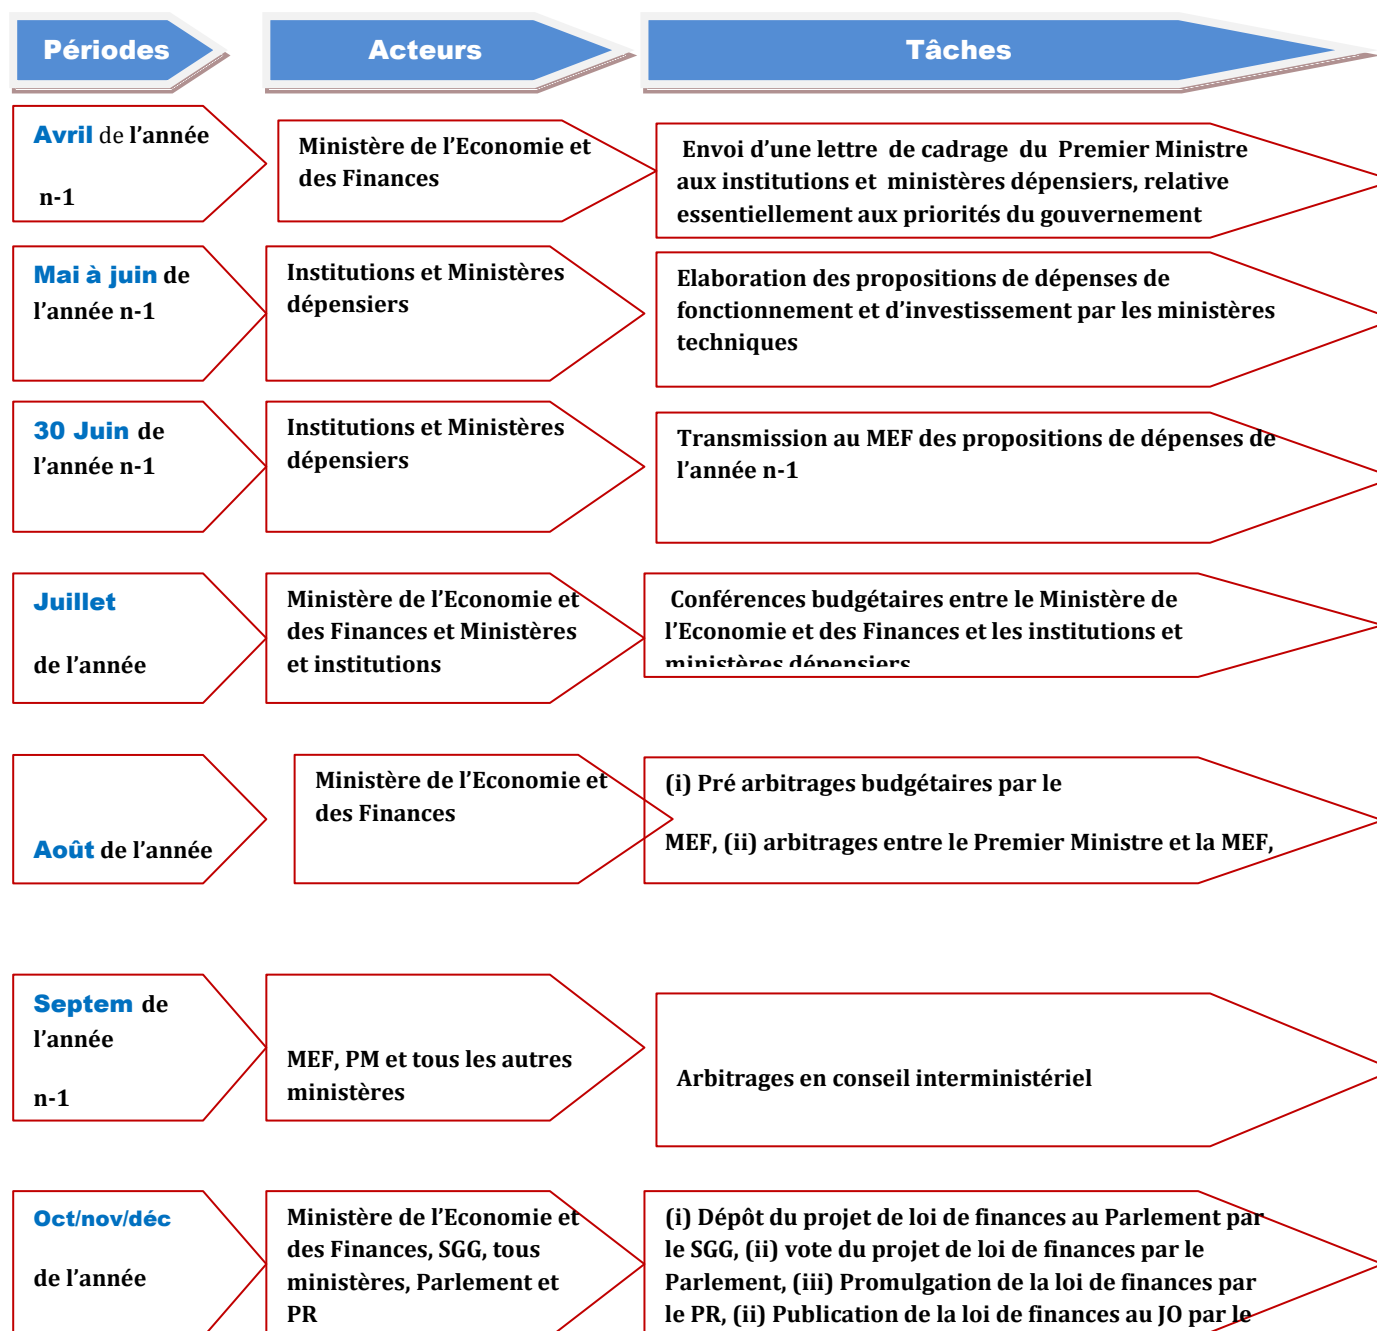 Périodes
Acteurs
Tâches
Avril de l’année
n-1
Ministère de l’Economie et
des Finances
Envoi d’une lettre de cadrage du Premier Ministre
aux institutions et ministères dépensiers, relative
essentiellement aux priorités du gouvernement
Mai à juin de
l’année n-1
Institutions et Ministères
dépensiers
Elaboration des propositions de dépenses de
fonctionnement et d’investissement par les ministères
techniques
30 Juin de
l’année n-1
Institutions et Ministères
dépensiers
Transmission au MEF des propositions de dépenses de
l’année n-1
Juillet
de l’année
Ministère de l’Economie et
des Finances et Ministères
et institutions
Conférences budgétaires entre le Ministère de
l’Economie et des Finances et les institutions et
ministères dépensiers
Août de l’année
Ministère de l’Economie et
des Finances
(i) Pré arbitrages budgétaires par le
MEF, (ii) arbitrages entre le Premier Ministre et la MEF,
Septem de
l’année
n-1
MEF, PM et tous les autres
ministères
Arbitrages en conseil interministériel
Oct/nov/déc
de l’année
Ministère de l’Economie et
des Finances, SGG, tous
ministères, Parlement et
PR
(i) Dépôt du projet de loi de finances au Parlement par
le SGG, (ii) vote du projet de loi de finances par le
Parlement, (iii) Promulgation de la loi de finances par
le PR, (ii) Publication de la loi de finances au JO par le